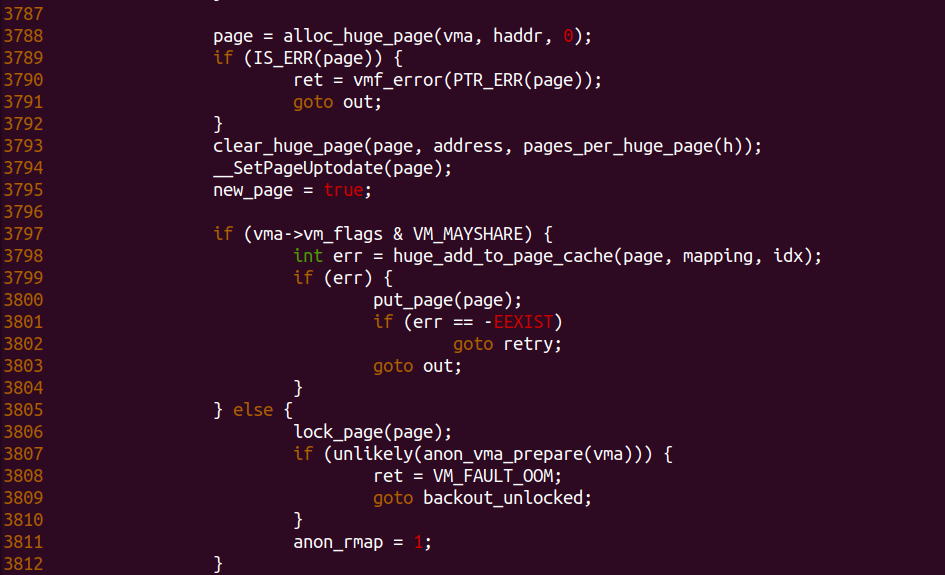 3787
3788 page = alloc_huge_page(vma, haddr, 0);
3789 if (IS_ERR(page)) {
3790 ret = vmf_error(PTR_ERR(page));
3791 goto out;
3792 }
3793 clear_huge_page(page, address, pages_per_huge_page(h));
3794 __SetPageUptodate(page);
3795 new_page = true;
3796
3797 if (vma->vm_flags & VM_MAYSHARE) {
3798 int err = huge_add_to_page_cache(page, mapping, idx);
3799 if (err) {
3800 put_page(page);
3801 if (err == -EEXIST)
3802 goto retry;
3803 goto out;
3804 }
3805 } else {
3806 lock_page(page);
3807 if (unlikely(anon_vma_prepare(vma))) {
3808 ret = VM_FAULT_OOM;
3809 goto backout_unlocked;
3810 }
3811 anon_rmap = 1;
3812 }